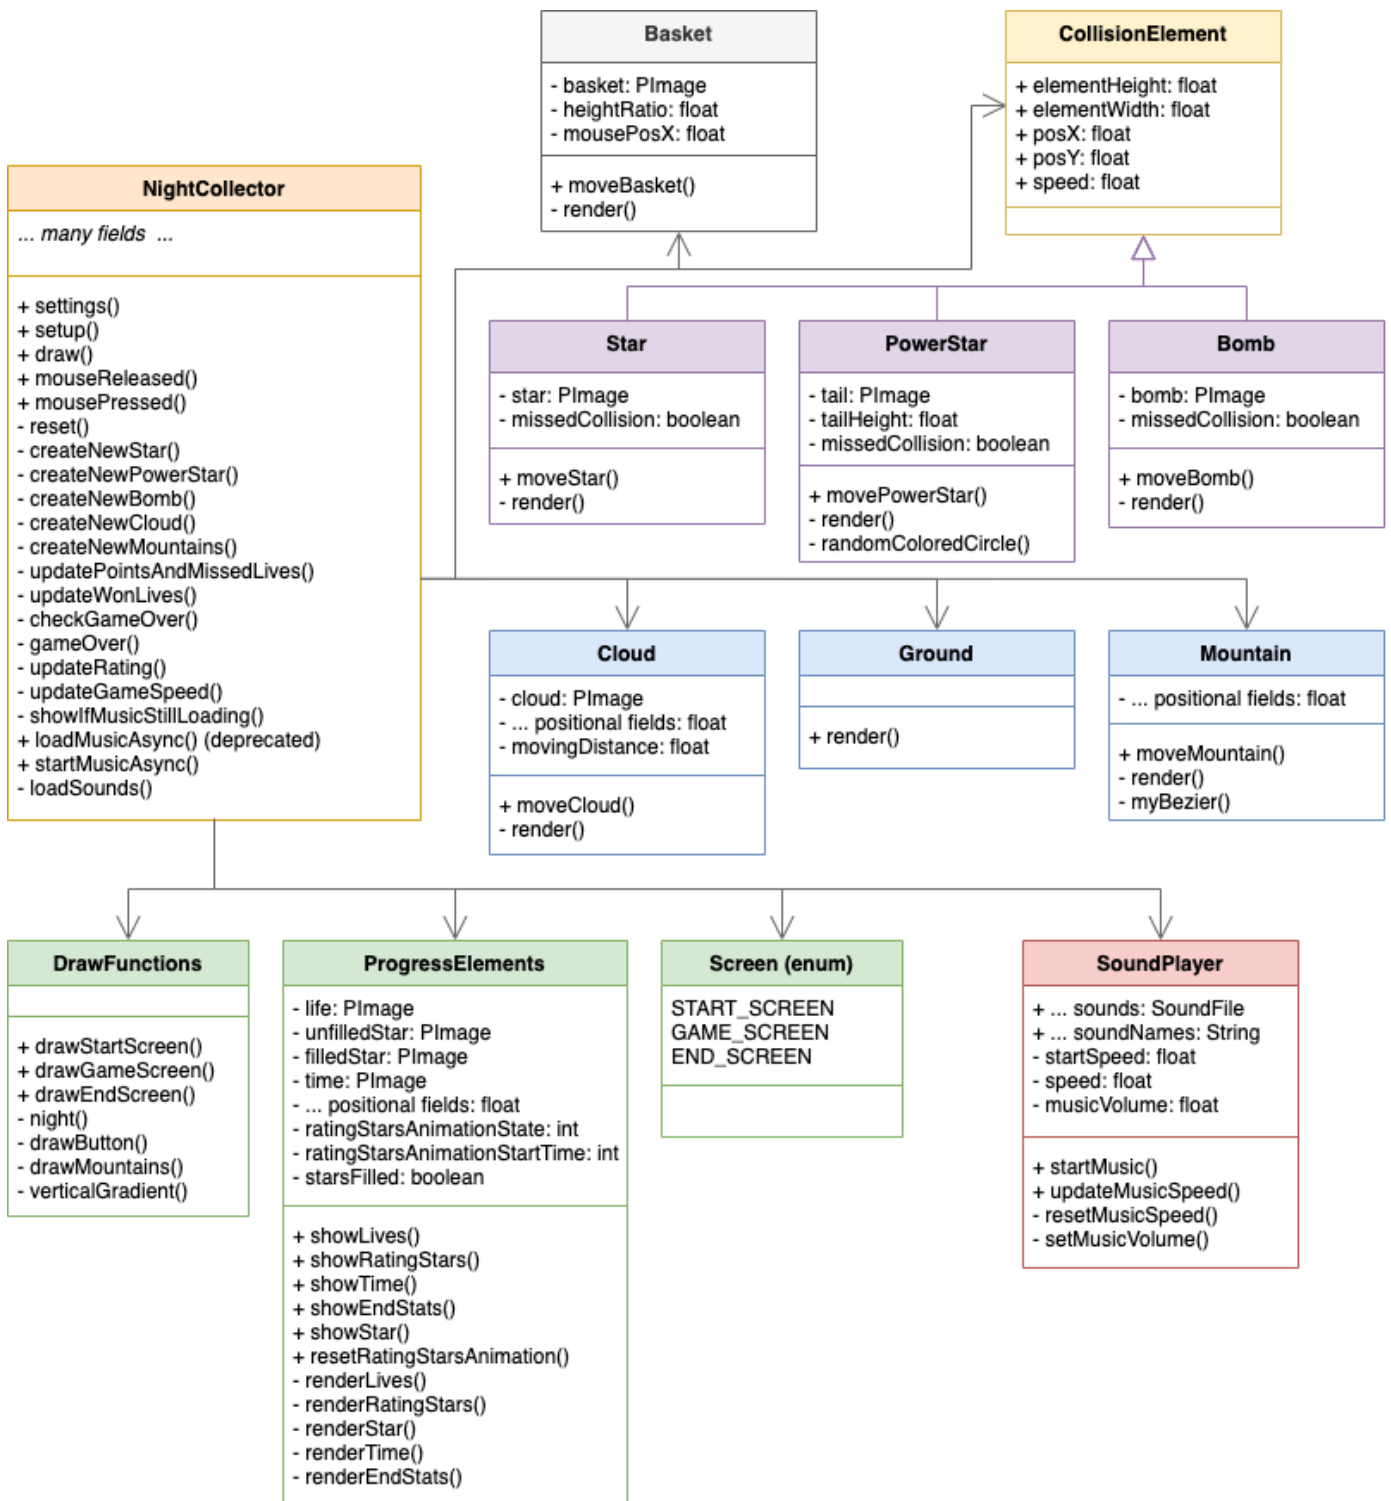 Basket
- basket: PImage
- heightRatio: float
- mousePosX: float
+ moveBasket()
- render()
CollisionElement
+ elementHeight: float
+ elementWidth: float
+ posX: float
+ posY: float
+ speed: float
NightCollector
... many fields ...
+ settings()
+ setup()
+ draw()
+ mouseReleased()
+ mousePressed()
- reset()
- createNewStar()
- createNewPowerStar()
- createNewBomb()
- createNewCloud()
- createNewMountains()
- updatePointsAndMissedLives()
- updateWonLives()
- checkGameOver()
- gameOver()
- updateRating()
- updateGameSpeed()
- showIfMusicStillLoading()
+ loadMusicAsync() (deprecated)
+ startMusicAsync()
- loadSounds()
Star
- star: PImage
- missedCollision: boolean
+ moveStar()
- render()
PowerStar
- tail: PImage
- tailHeight: float
- missedCollision: boolean
+ movePowerStar()
- render()
- randomColoredCircle()
Bomb
- bomb: PImage
- missedCollision: boolean
+ moveBomb()
- render()
Cloud
- cloud: PImage
- ... positional fields: float
- movingDistance: float
+ moveCloud()
- render()
Ground
+ render()
Mountain
- ... positional fields: float
+ moveMountain()
- render()
- myBezier()
DrawFunctions
+ drawStartScreen()
+ drawGameScreen()
+ drawEndScreen()
- night()
- drawButton()
- drawMountains()
- verticalGradient()
ProgressElements
- life: PImage
- unfilledStar: PImage
- filledStar: PImage
- time: PImage
- ... positional fields: float
- ratingStarsAnimationState: int
- ratingStarsAnimationStartTime: int
- starsFilled: boolean
+ showLives()
+ showRatingStars()
+ showTime()
+ showEndStats()
+ showStar()
+ resetRatingStarsAnimation()
- renderLives()
- renderRatingStars()
- renderStar()
- renderTime()
- renderEndStats()
Screen (enum)
START_SCREEN
GAME_SCREEN
END_SCREEN
SoundPlayer
+ ... sounds: SoundFile
+ ... soundNames: String
- startSpeed: float
- speed: float
- musicVolume: float
+ startMusic()
+ updateMusicSpeed()
- resetMusicSpeed()
- setMusicVolume()